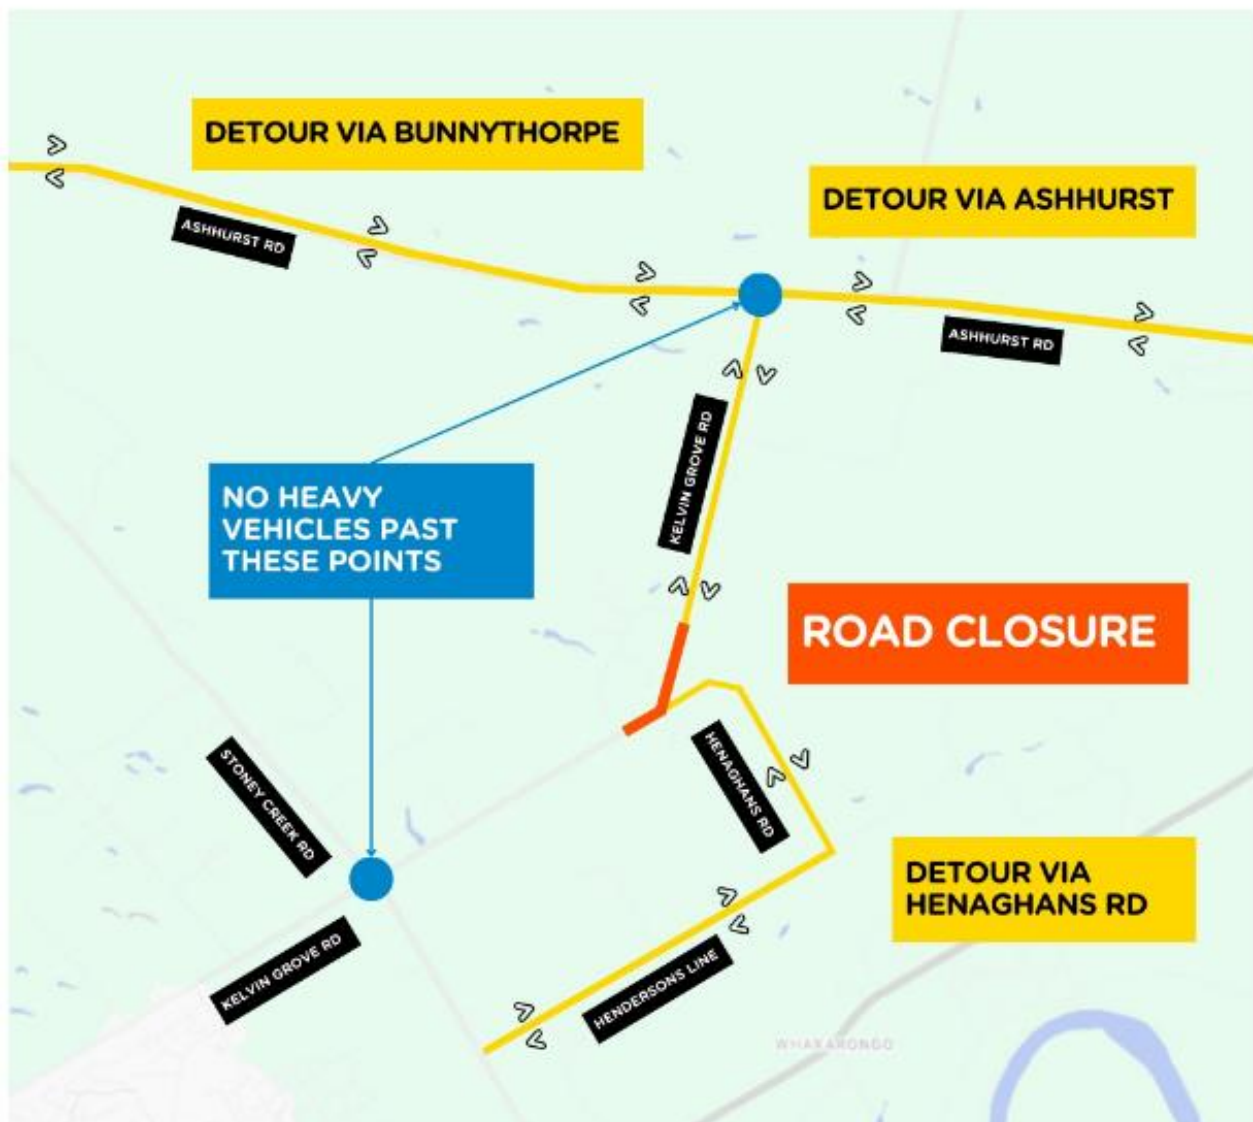 DETOUR VIA BUNNYTHORPE
DETOUR VIA ASHHURST
ASHHURST RD
ASHHURST RD
KELVIN GROVE RD
NO HEAVY
VEHICLES PAST
THESE POINTS
ROAD CLOSURE
STONEY CREEK RD
HENAGHANS RD
DETOUR VIA
HENAGHANS RD
KELVIN GROVE RD
HENDERSONS LINE
WHAKARONGO